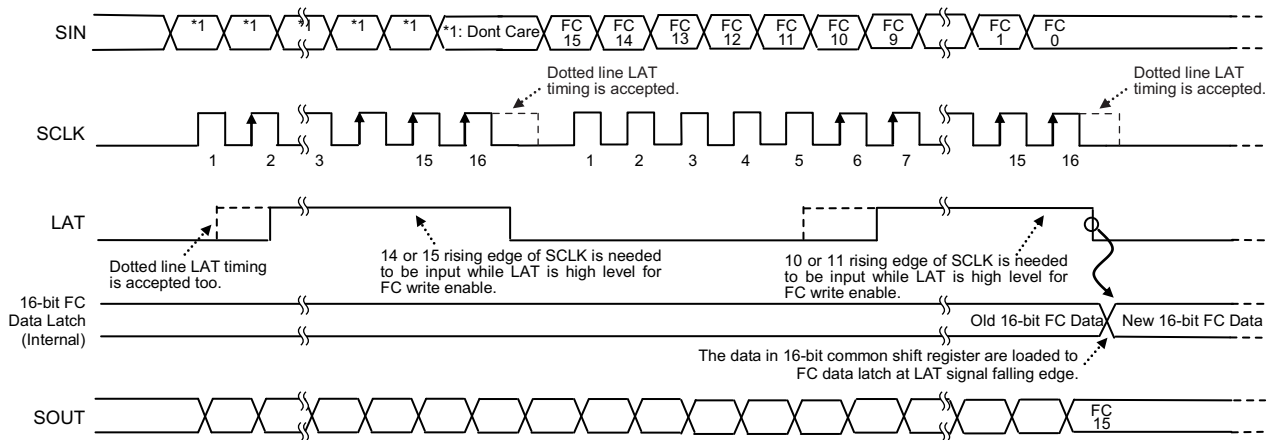 SIN
*1 *1 *1 *1 *1 *1: Dont Care FC 15 FC 14 FC 13 FC 12 FC 11 FC 10 FC 9 FC 1 FC 0
Dotted line LAT
timing is accepted.
Dotted line LAT
timing is accepted.
SCLK
1 2 3 15 16 1 2 3 4 5 6 7 15 16
LAT
Dotted line LAT timing
is accepted too.
14 or 15 rising edge of SCLK is needed
to be input while LAT is high level for
FC write enable.
10 or 11 rising edge of SCLK is needed
to be input while LAT is high level for
FC write enable.
16-bit FC
Data Latch
(Internal)
Old 16-bit FC Data New 16-bit FC Data
The data in 16-bit common shift register are loaded to
FC data latch at LAT signal falling edge.
SOUT
FC
15